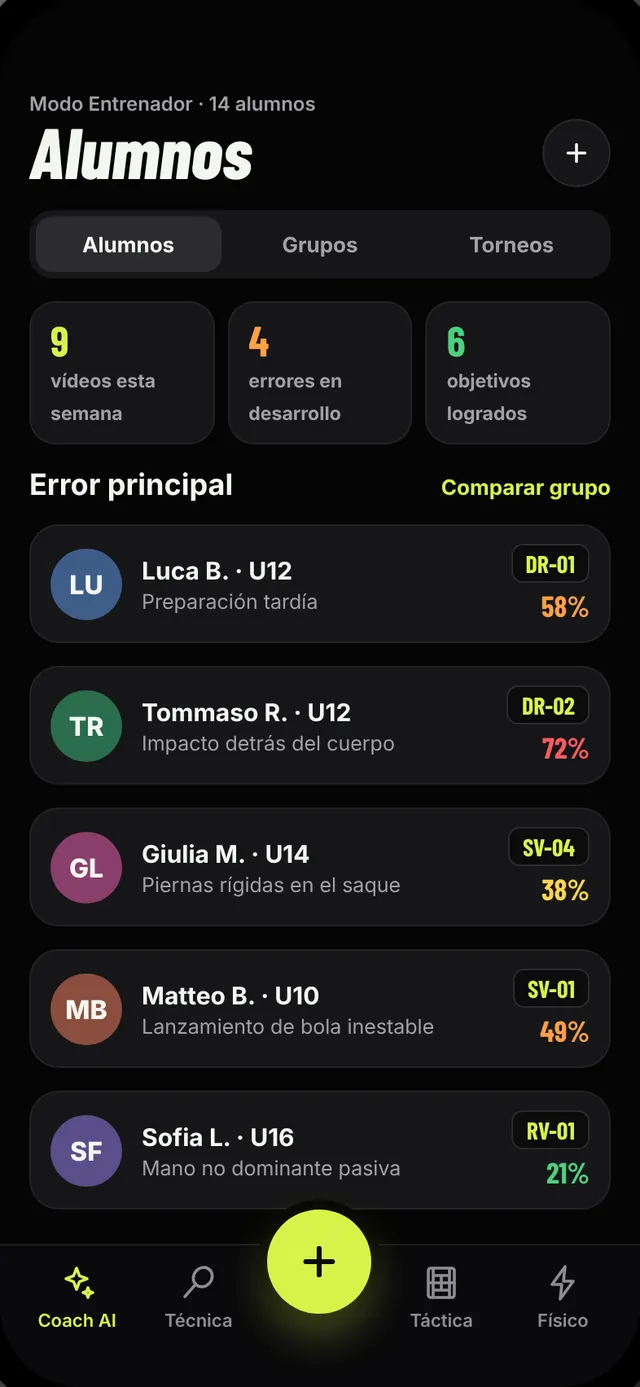 Modo Entrenador · 14 alumnos
Alumnos
+
Alumnos
Grupos
Torneos
9
vídeos esta
semana
4
errores en
desarrollo
6
objetivos
logrados
Error principal
Comparar grupo
LU
Luca B. · U12
Preparación tardía
DR-01
58%
TR
Tommaso R. · U12
Impacto detrás del cuerpo
DR-02
72%
GL
Giulia M. · U14
Piernas rígidas en el saque
SV-04
38%
MB
Matteo B. · U10
Lanzamiento de bola inestable
SV-01
49%
SF
Sofia L. · U16
Mano no dominante pasiva
RV-01
21%
+
Coach AI
Técnica
Táctica
Físico